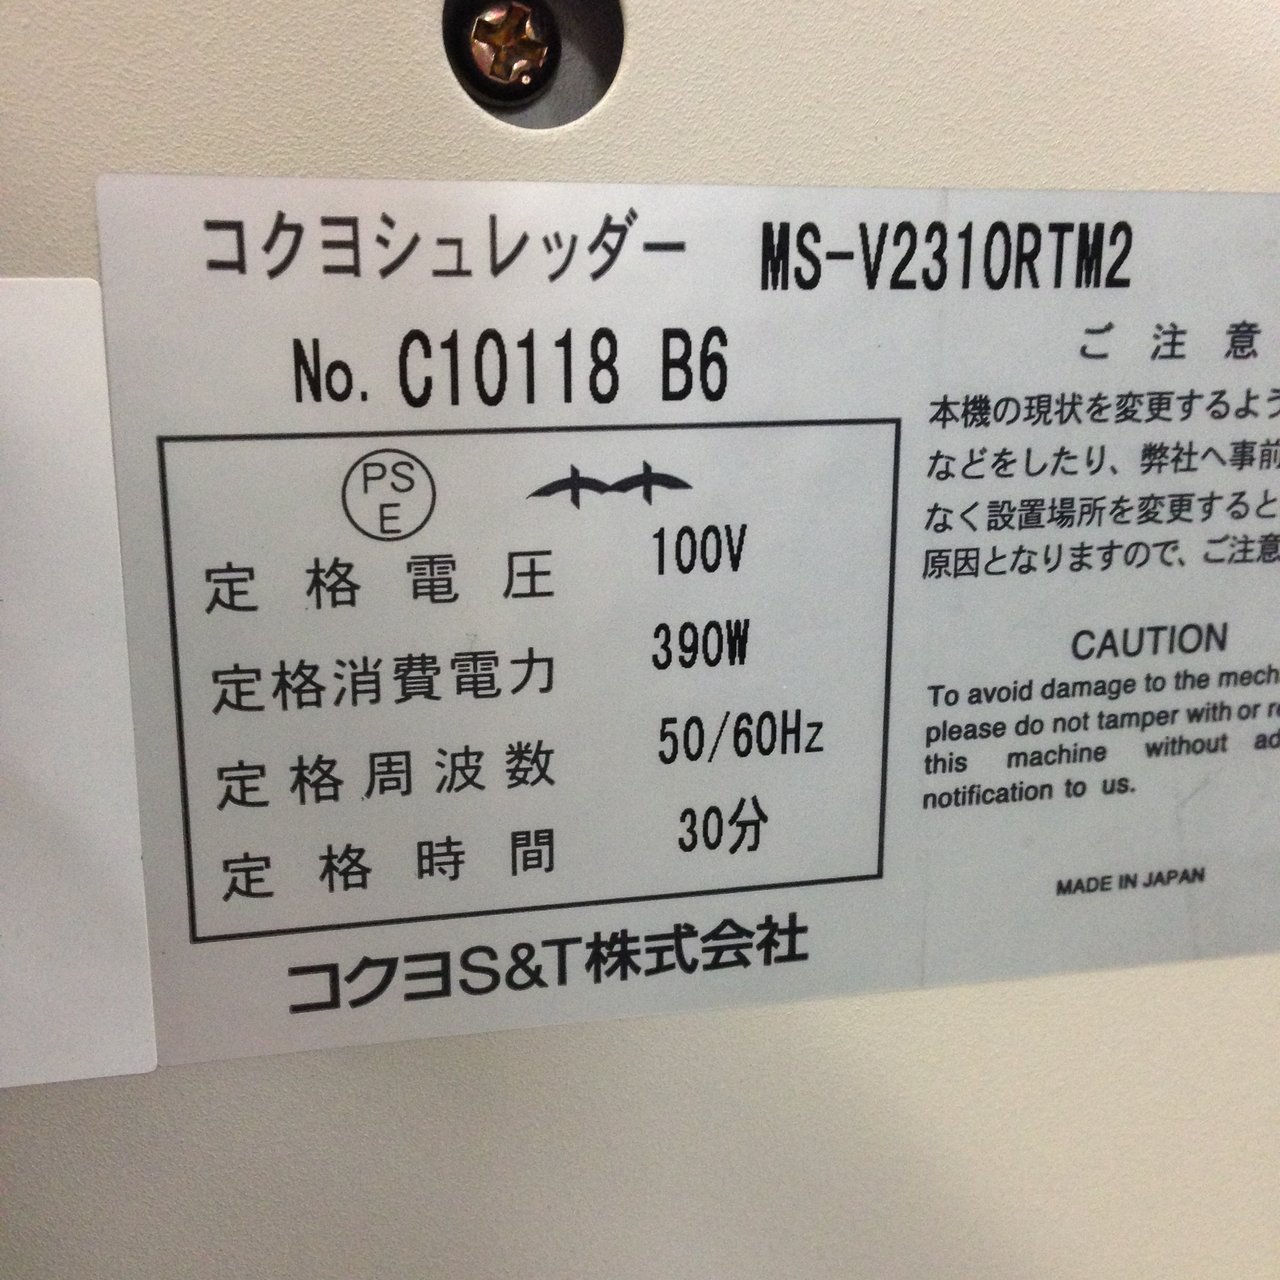 コクヨシュレッダー MS-V2310RTM2
No. C10118 B6
PS
E
定格電圧 100V
定格消費電力 390W
定格周波数 50/60Hz
定格時間 30分
コクヨS&T株式会社
ご注意
本機の現状を変更するよう
などをしたり、弊社へ事前
なく設置場所を変更すると
原因となりますので、ご注意
CAUTION
To avoid damage to the mech
please do not tamper with or re
this machine without ad
notification to us.
MADE IN JAPAN